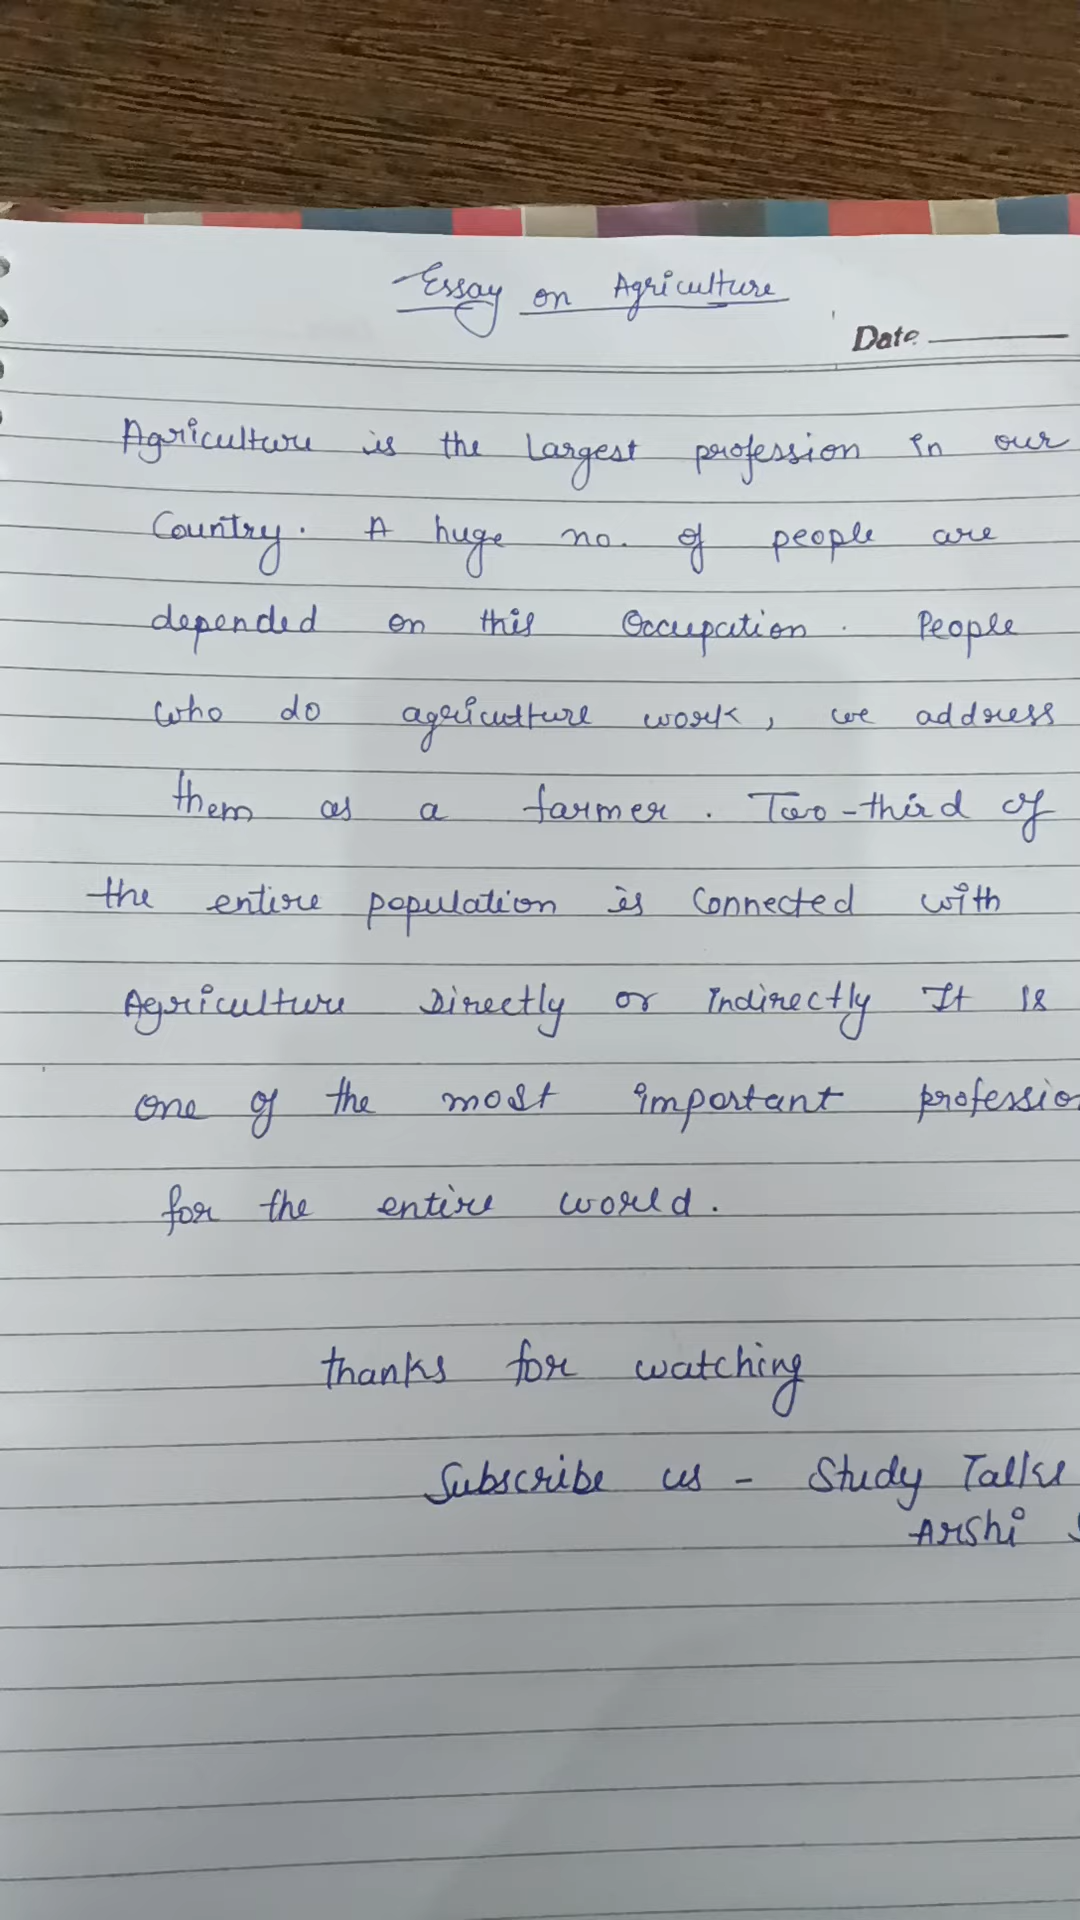 Essay on Agriculture
Date
Agriculture is the largest profession in our
Country. A huge no. of people are
depended on this Occupation. People
who do agriculture work, we address
them as a farmer. Two-third of
the entire population is Connected with
Agriculture Directly or indirectly It is
one of the most important professio
for the entire world.
thanks for watching
Subscribe us - Study Talks
Arshi